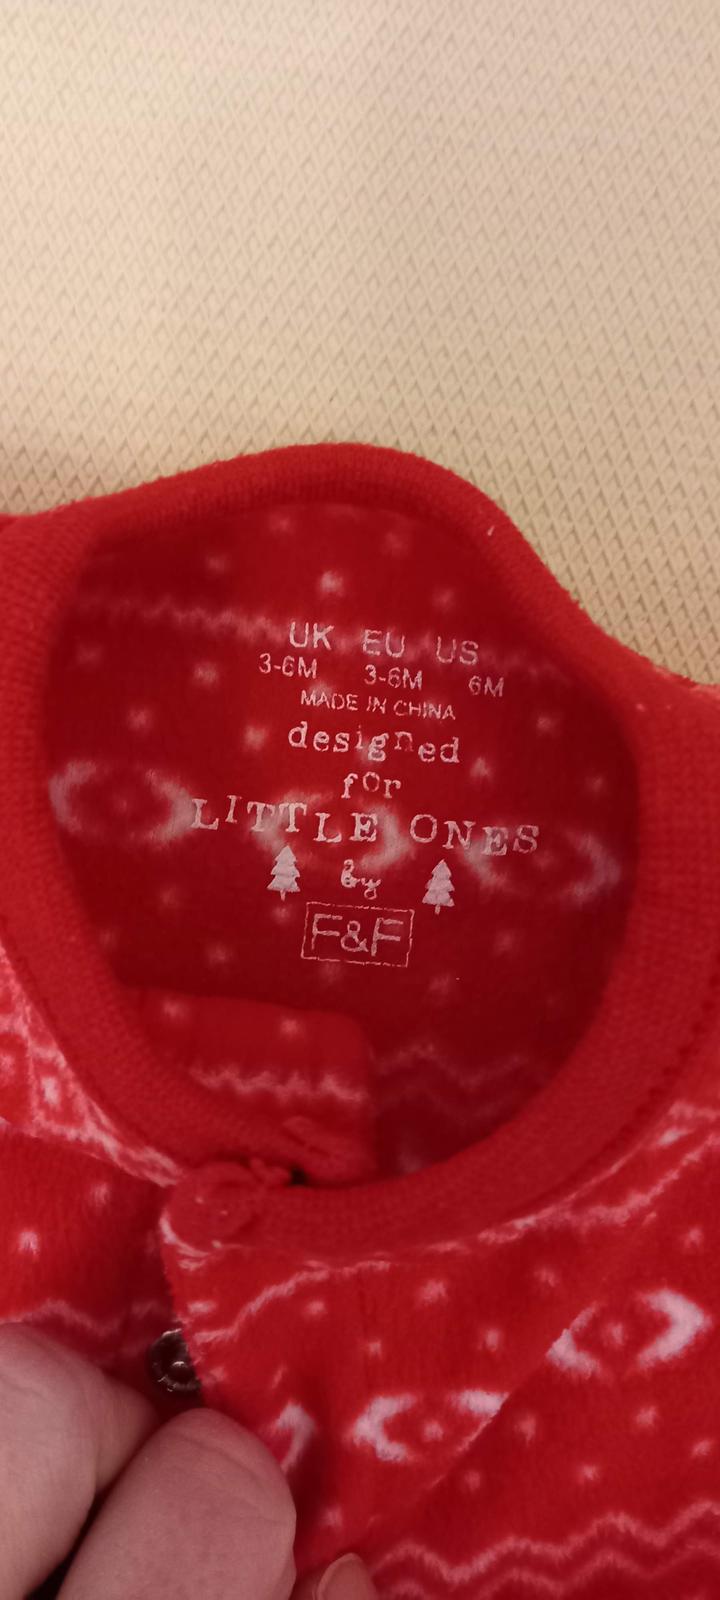 UK EU US
3-6M 3-6M 6M
MADE IN CHINA
designed
for
LITTLE ONES
by
F&F